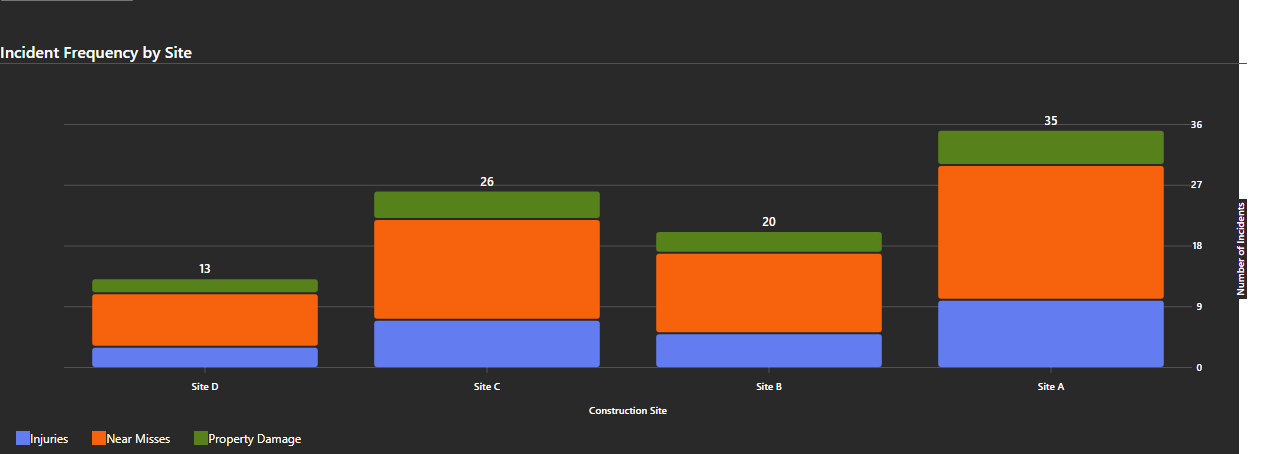 Incident Frequency by Site
35
36
26
27
20
18
13
9
0
Number of Incidents
Site D
Site C
Site B
Site A
Construction Site
Injuries
Near Misses
Property Damage